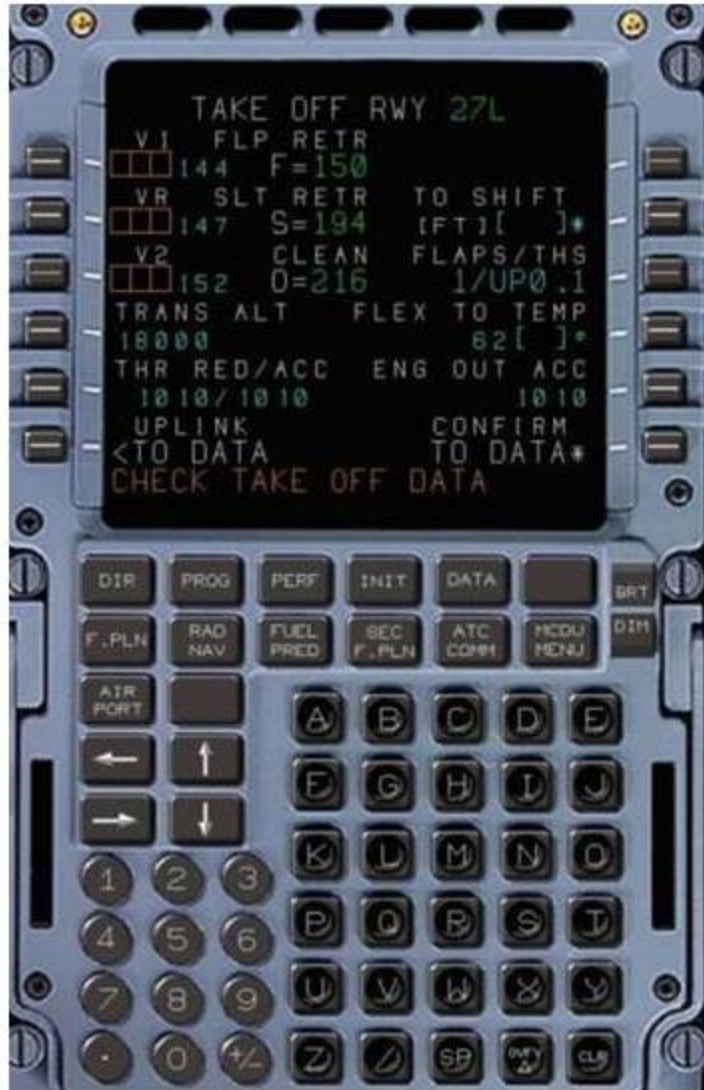 TAKE OFF RWY 27L
V1 FLP RETR
144 F=150
VR SLT RETR TO SHIFT
147 S=194 [FT][ ]*
V2 CLEAN FLAPS/THS
152 O=216 1/UP0.1
TRANS ALT FLEX TO TEMP
18000 62[ ]°
THR RED/ACC ENG OUT ACC
1010/1010 1010
UPLINK CONFIRM
<TO DATA TO DATA*
CHECK TAKE OFF DATA
DIR PROG PERF INIT DATA BRT
F.PLN RAD NAV FUEL PRED SEC F.PLN ATC COMM MCDU MENU DIM
AIR PORT
← ↑
→ ↓
A B C D E
F G H I J
K L M N O
P Q R S T
U V W X Y
Z / SP OVFY Δ CLR
1 2 3
4 5 6
7 8 9
. 0 +/-